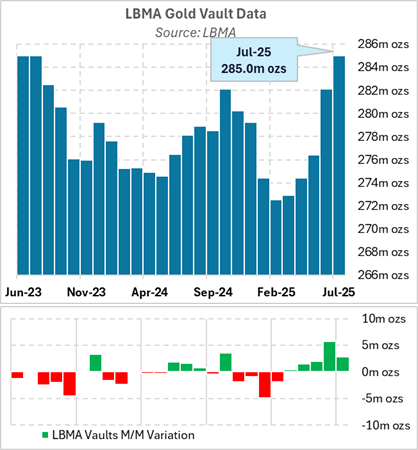 LBMA Gold Vault Data
Source: LBMA
Jul-25
285.0m ozs
286m ozs
284m ozs
282m ozs
280m ozs
278m ozs
276m ozs
274m ozs
272m ozs
270m ozs
268m ozs
266m ozs
Jun-23 Nov-23 Apr-24 Sep-24 Feb-25 Jul-25
10m ozs
5m ozs
0m ozs
-5m ozs
-10m ozs
LBMA Vaults M/M Variation